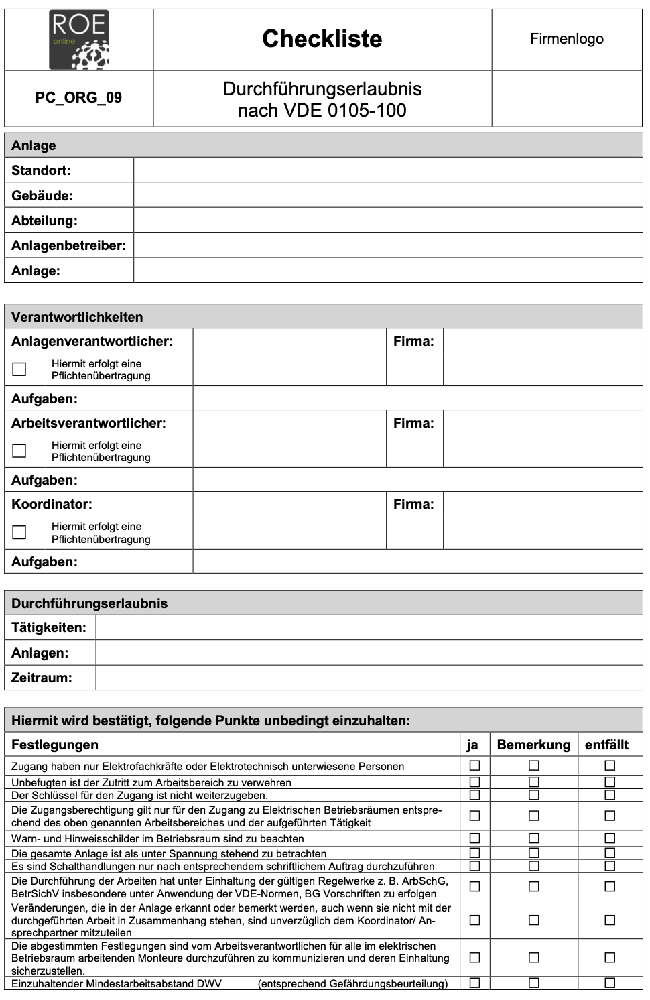 ROE
online
Checkliste
Firmenlogo
PC_ORG_09
Durchführungserlaubnis
nach VDE 0105-100
Anlage
Standort:
Gebäude:
Abteilung:
Anlagenbetreiber:
Anlage:
Verantwortlichkeiten
Anlagenverantwortlicher:
Firma:
Hiermit erfolgt eine
Pflichtenübertragung
Aufgaben:
Arbeitsverantwortlicher:
Firma:
Hiermit erfolgt eine
Pflichtenübertragung
Aufgaben:
Koordinator:
Firma:
Hiermit erfolgt eine
Pflichtenübertragung
Aufgaben:
Durchführungserlaubnis
Tätigkeiten:
Anlagen:
Zeitraum:
Hiermit wird bestätigt, folgende Punkte unbedingt einzuhalten:
Festlegungen ja Bemerkung entfällt
Zugang haben nur Elektrofachkräfte oder Elektrotechnisch unterwiesene Personen ☐ ☐ ☐
Unbefugten ist der Zutritt zum Arbeitsbereich zu verwehren ☐ ☐ ☐
Der Schlüssel für den Zugang ist nicht weiterzugeben. ☐ ☐ ☐
Die Zugangsberechtigung gilt nur für den Zugang zu Elektrischen Betriebsräumen entspre-
chend des oben genannten Arbeitsbereiches und der aufgeführten Tätigkeit ☐ ☐ ☐
Warn- und Hinweisschilder im Betriebsraum sind zu beachten ☐ ☐ ☐
Die gesamte Anlage ist als unter Spannung stehend zu betrachten ☐ ☐ ☐
Es sind Schalthandlungen nur nach entsprechendem schriftlichem Auftrag durchzuführen ☐ ☐ ☐
Die Durchführung der Arbeiten hat unter Einhaltung der gültigen Regelwerke z. B. ArbSchG,
BetrSichV insbesondere unter Anwendung der VDE-Normen, BG Vorschriften zu erfolgen ☐ ☐ ☐
Veränderungen, die in der Anlage erkannt oder bemerkt werden, auch wenn sie nicht mit der
durchgeführten Arbeit in Zusammenhang stehen, sind unverzüglich dem Koordinator/ An-
sprechpartner mitzuteilen ☐ ☐ ☐
Die abgestimmten Festlegungen sind vom Arbeitsverantwortlichen für alle im elektrischen
Betriebsraum arbeitenden Monteure durchzuführen zu kommunizieren und deren Einhaltung
sicherzustellen. ☐ ☐ ☐
Einzuhaltender Mindestarbeitsabstand DWV (entsprechend Gefährdungsbeurteilung) ☐ ☐ ☐